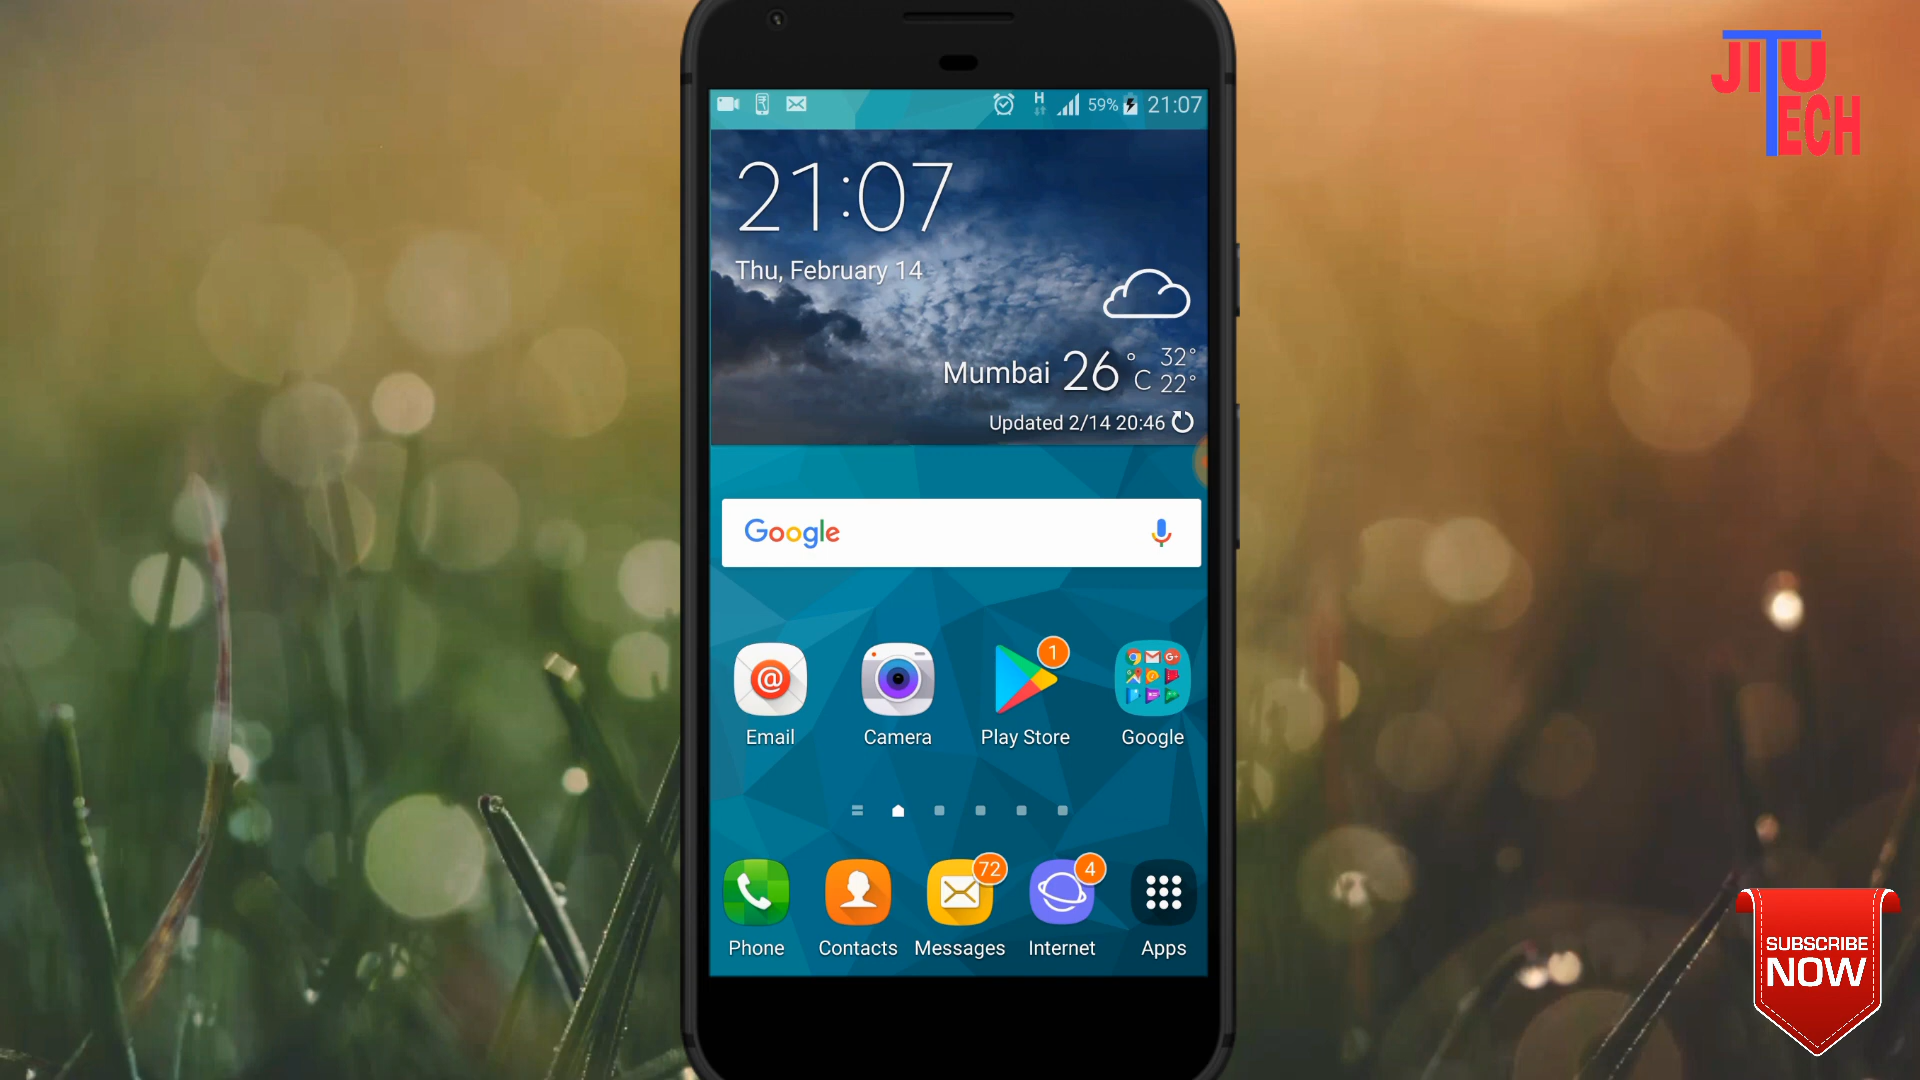 JITU
TECH
H
59%
21:07
21:07
Thu, February 14
Mumbai 26 °C 32° 22°
Updated 2/14 20:46
Google
1
Email Camera Play Store Google
72 4
Phone Contacts Messages Internet Apps
SUBSCRIBE
NOW